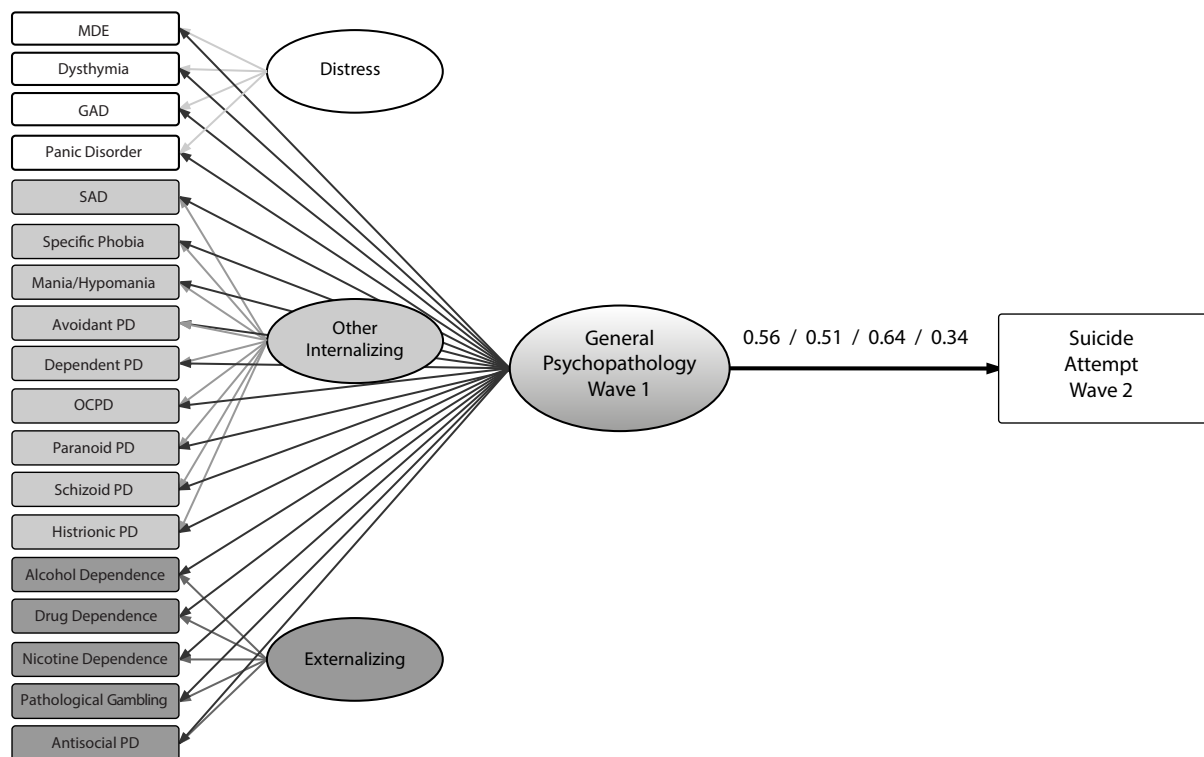 MDE
Dysthymia
GAD
Panic Disorder
SAD
Specific Phobia
Mania/Hypomania
Avoidant PD
Dependent PD
OCPD
Paranoid PD
Schizoid PD
Histrionic PD
Alcohol Dependence
Drug Dependence
Nicotine Dependence
Pathological Gambling
Antisocial PD
Distress
Other
Internalizing
Externalizing
General
Psychopathology
Wave 1
0.56 / 0.51 / 0.64 / 0.34
Suicide
Attempt
Wave 2